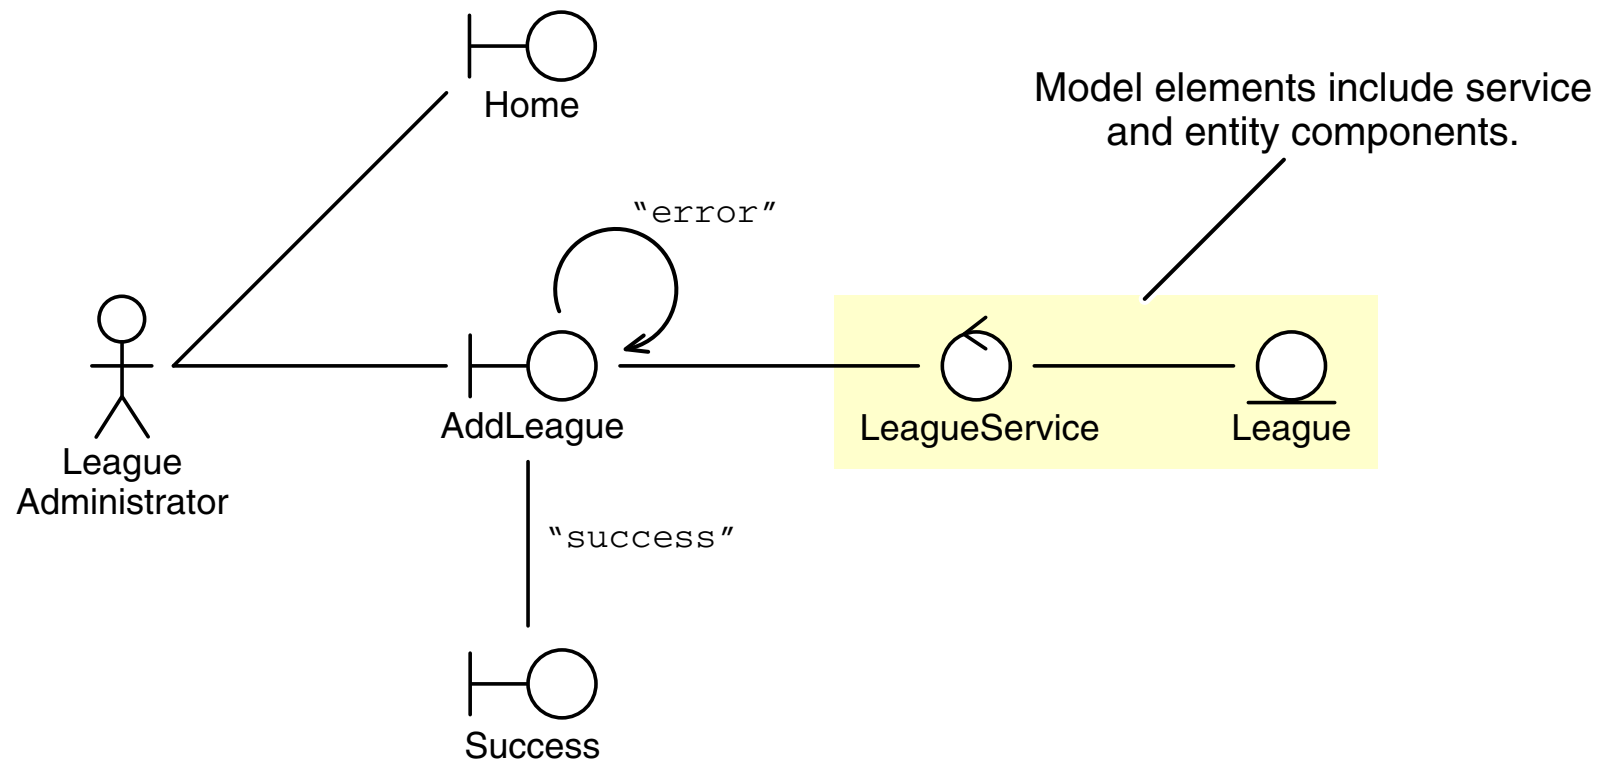 Home
Model elements include service
and entity components.
“error”
AddLeague
LeagueService
League
League
Administrator
“success”
Success